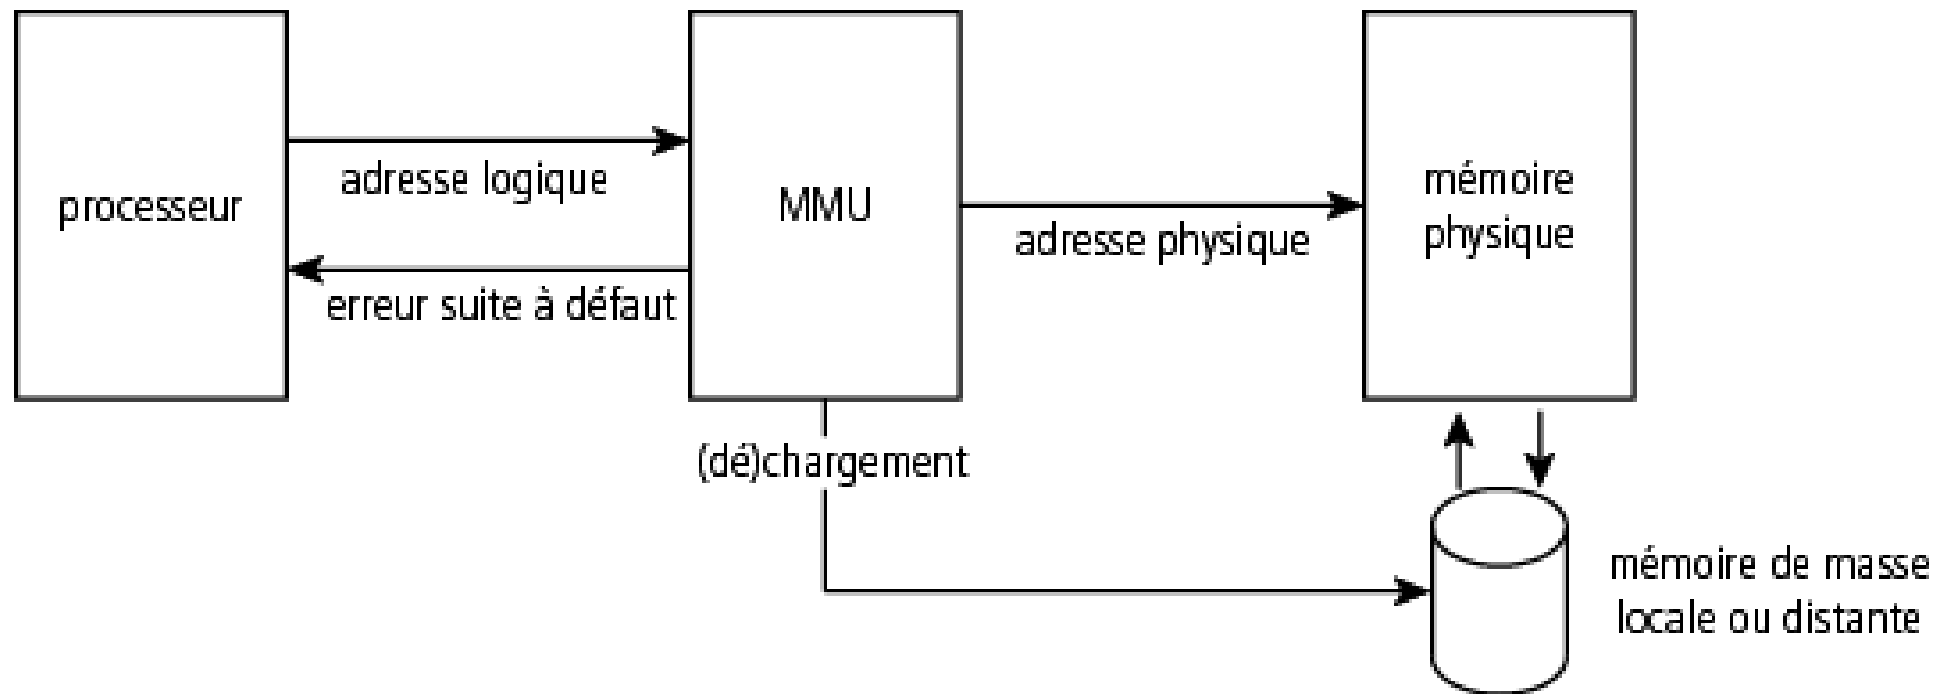 processeur
adresse logique
erreur suite à défaut
MMU
adresse physique
mémoire
physique
(dé)chargement
mémoire de masse
locale ou distante